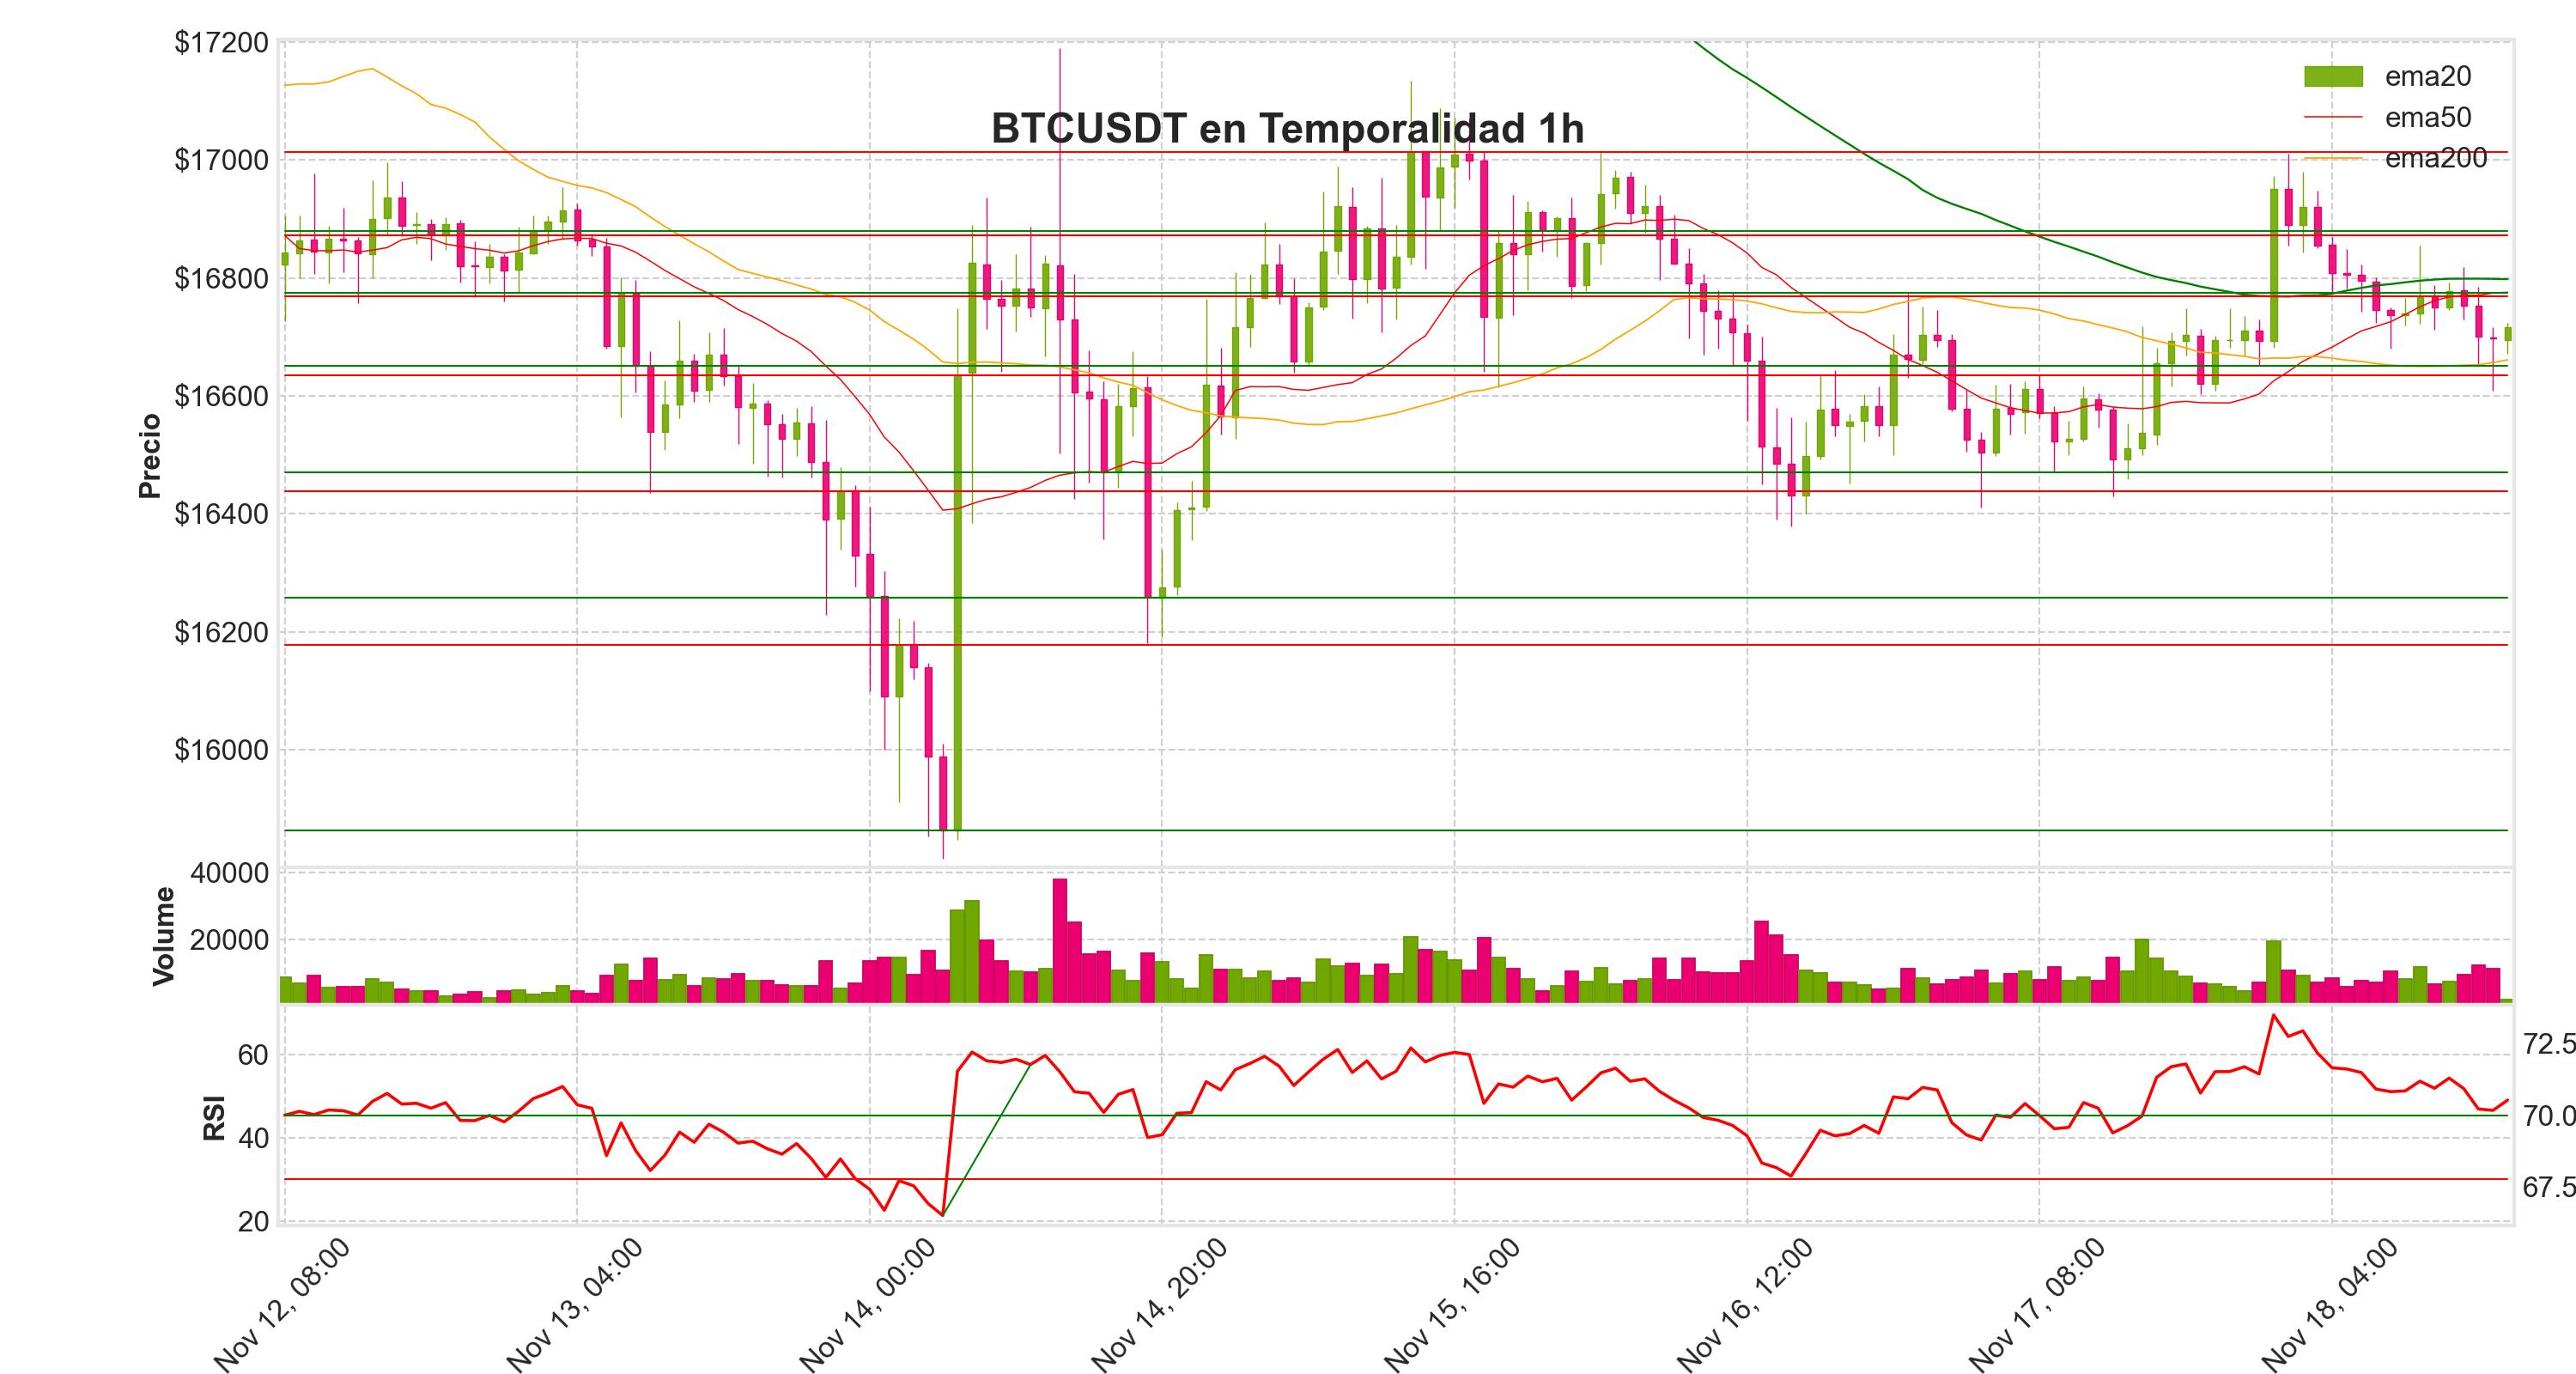 BTCUSDT en Temporalidad 1h
ema20
ema50
ema200
Precio
$17200
$17000
$16800
$16600
$16400
$16200
$16000
Volume
40000
20000
RSI
60
40
20
72.5
70.0
67.5
Nov 12, 08:00
Nov 13, 04:00
Nov 14, 00:00
Nov 14, 20:00
Nov 15, 16:00
Nov 16, 12:00
Nov 17, 08:00
Nov 18, 04:00